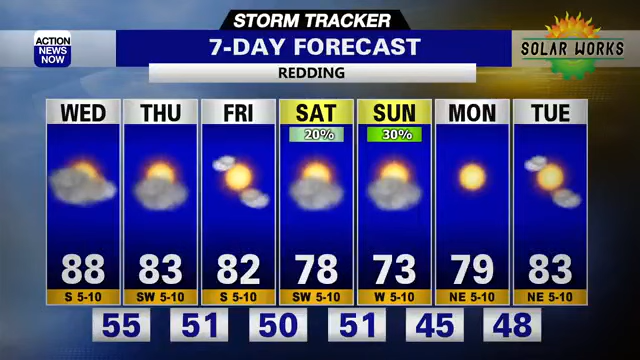 STORM TRACKER
ACTION
NEWS
NOW
7-DAY FORECAST
SOLAR WORKS
REDDING
WED THU FRI SAT SUN MON TUE
20% 30%
88 83 82 78 73 79 83
S 5-10 SW 5-10 S 5-10 SW 5-10 W 5-10 NE 5-10 NE 5-10
55 51 50 51 45 48